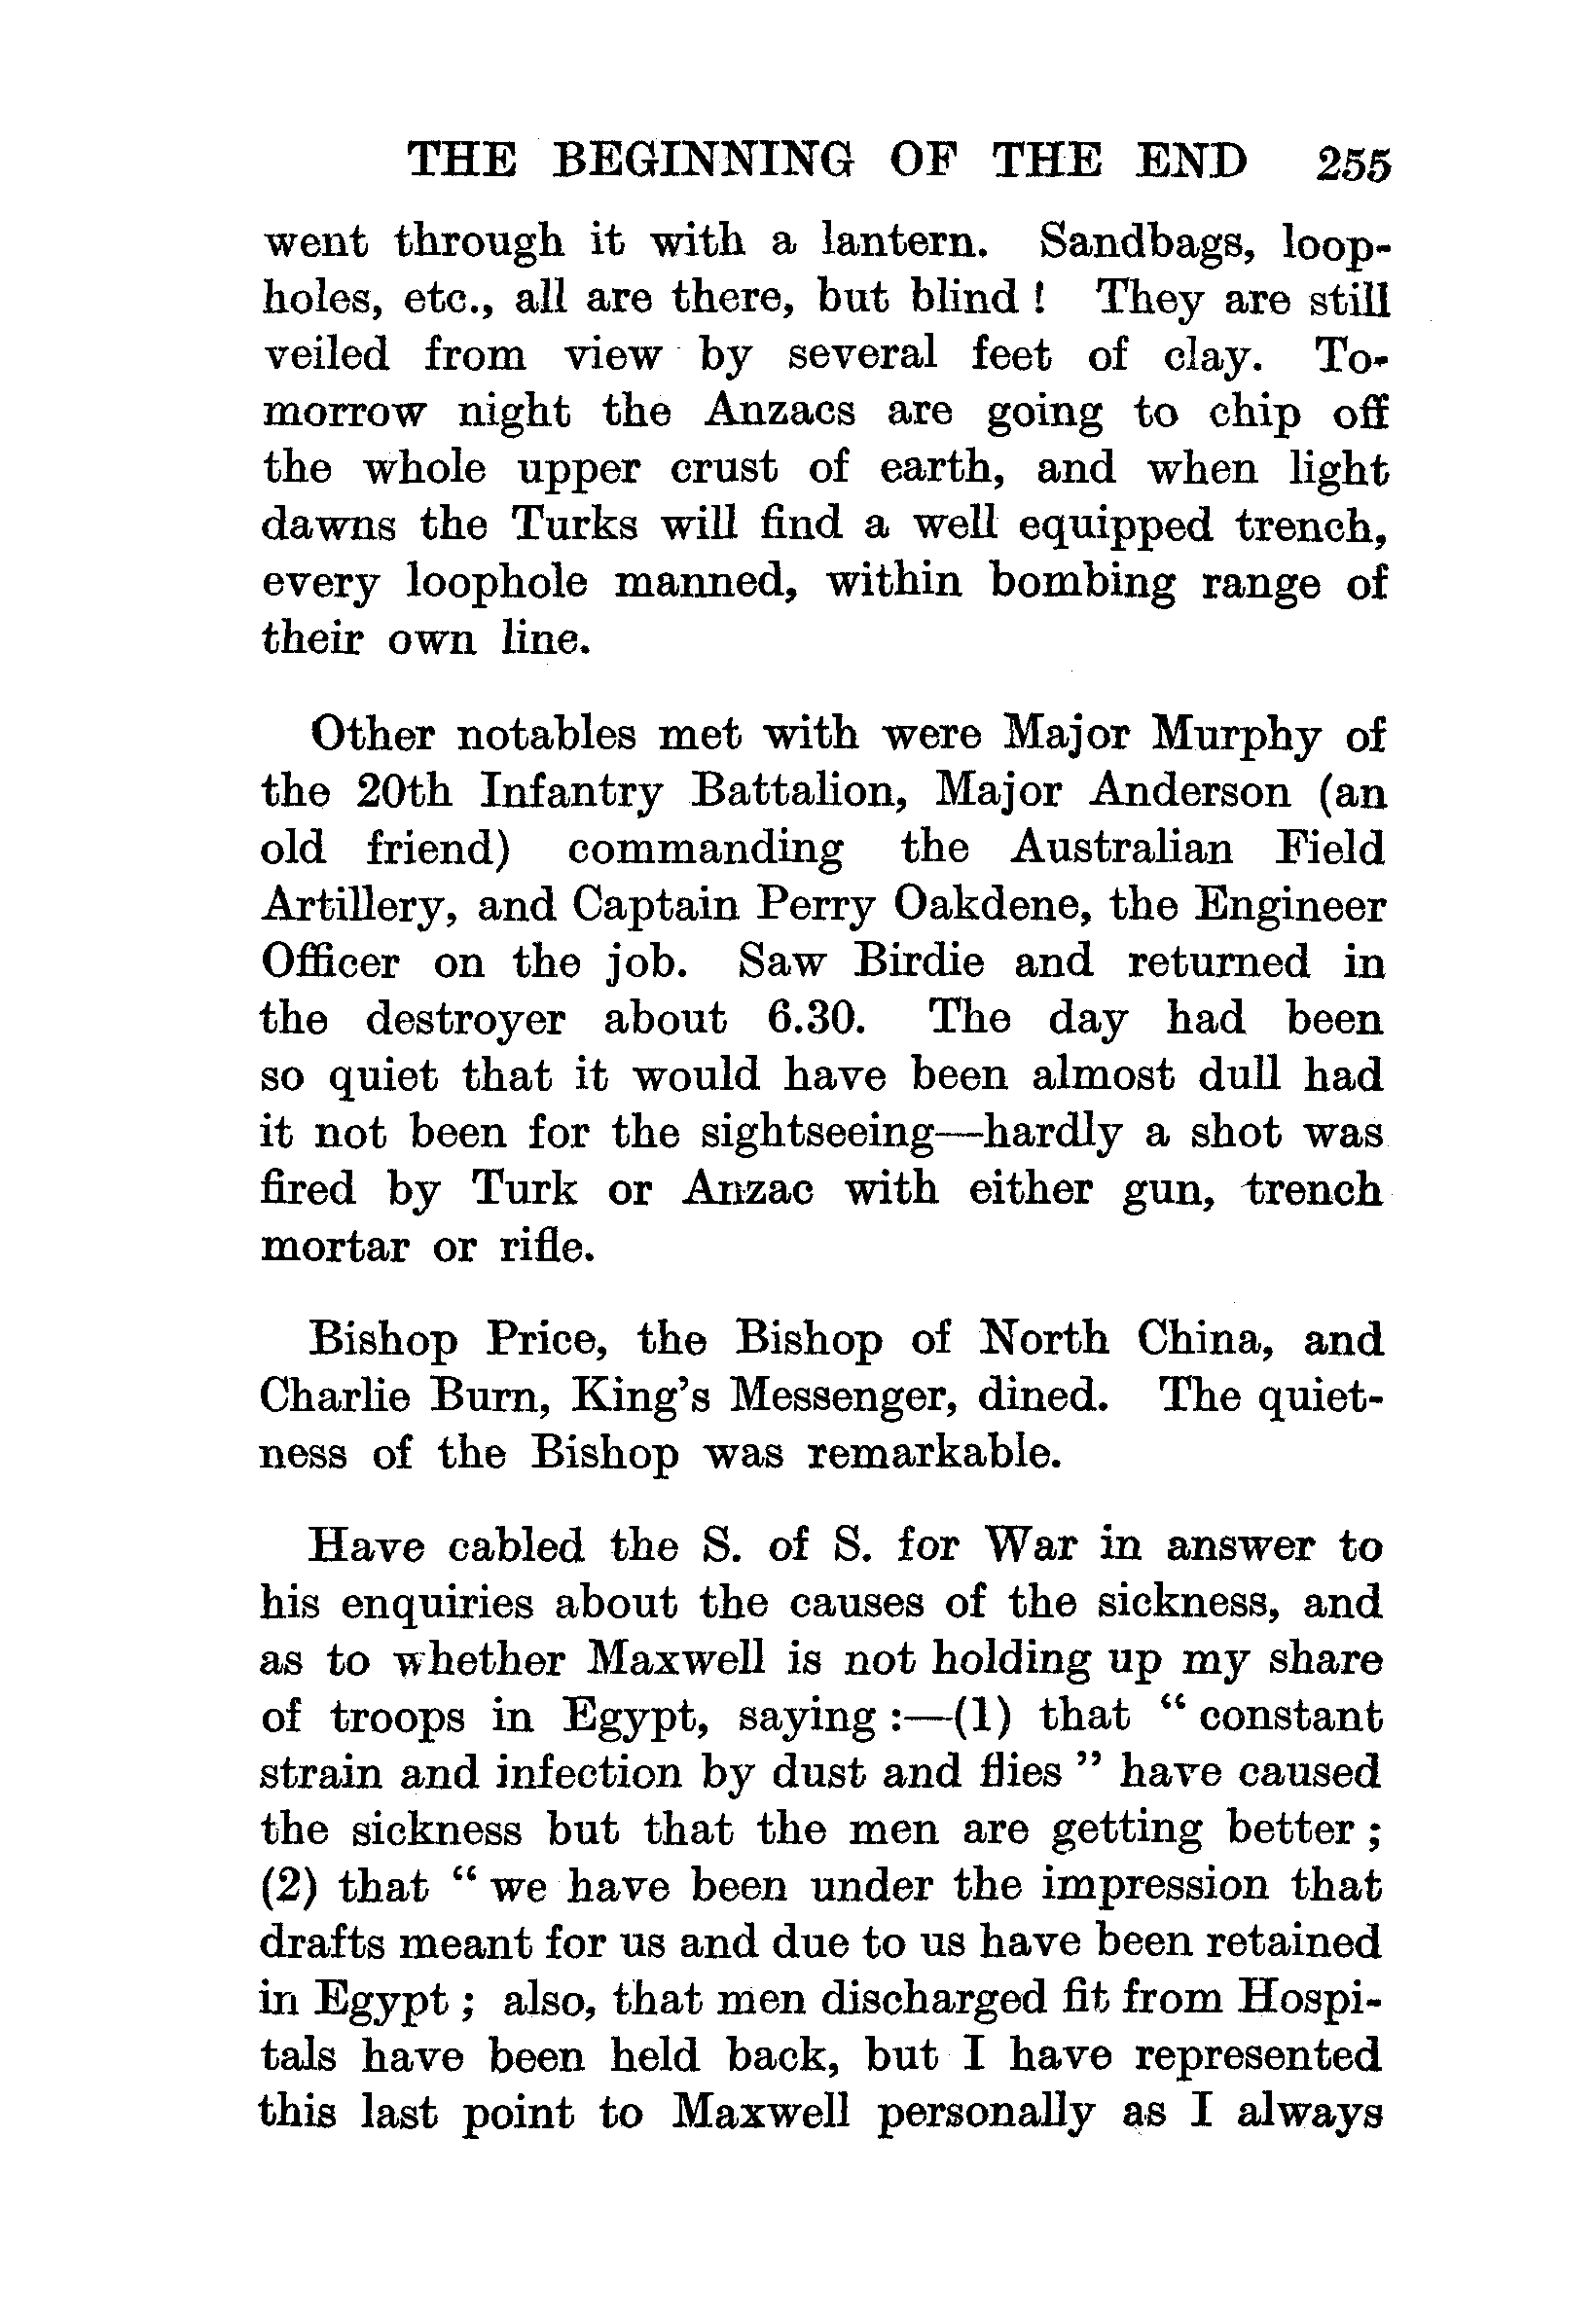 THE BEGINNING OF THE END 255
went through it with a lantern. Sandbags, loop-
holes, etc., all are there, but blind ! They are still
veiled from view by several feet of clay. To-
morrow night the Anzacs are going to chip off
the whole upper crust of earth, and when light
dawns the Turks will find a well equipped trench,
every loophole manned, within bombing range of
their own line.
Other notables met with were Major Murphy of
the 20th Infantry Battalion, Major Anderson (an
old friend) commanding the Australian Field
Artillery, and Captain Perry Oakdene, the Engineer
Officer on the job. Saw Birdie and returned in
the destroyer about 6.30. The day had been
so quiet that it would have been almost dull had
it not been for the sightseeing—hardly a shot was
fired by Turk or Anzac with either gun, trench
mortar or rifle.
Bishop Price, the Bishop of North China, and
Charlie Burn, King's Messenger, dined. The quiet-
ness of the Bishop was remarkable.
Have cabled the S. of S. for War in answer to
his enquiries about the causes of the sickness, and
as to whether Maxwell is not holding up my share
of troops in Egypt, saying :—(1) that “ constant
strain and infection by dust and flies ” have caused
the sickness but that the men are getting better ;
(2) that “ we have been under the impression that
drafts meant for us and due to us have been retained
in Egypt ; also, that men discharged fit from Hospi-
tals have been held back, but I have represented
this last point to Maxwell personally as I always